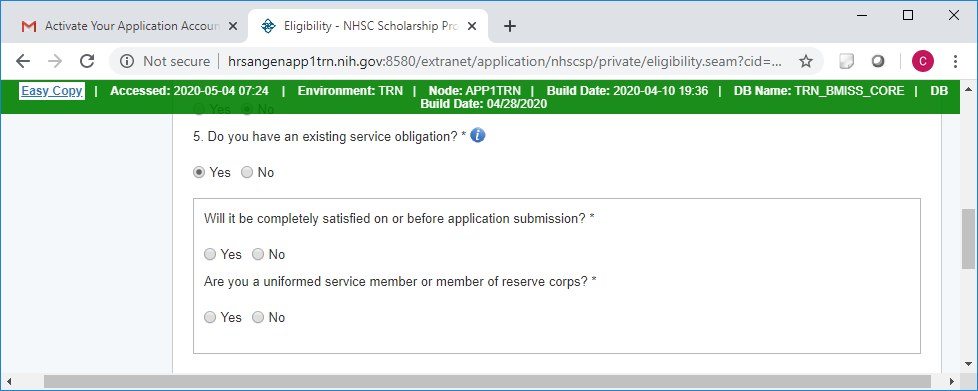 Activate Your Application Accoun
Eligibility - NHSC Scholarship Pro
Not secure | hrsangenapp1trn.nih.gov:8580/extranet/application/nhscsp/private/eligibility.seam?cid=...
C
Easy Copy | Accessed: 2020-05-04 07:24 | Environment: TRN | Node: APP1TRN | Build Date: 2020-04-10 19:36 | DB Name: TRN_BMISS_CORE | DB
Build Date: 04/28/2020
Yes No
5. Do you have an existing service obligation? * i
Yes No
Will it be completely satisfied on or before application submission? *
Yes No
Are you a uniformed service member or member of reserve corps? *
Yes No